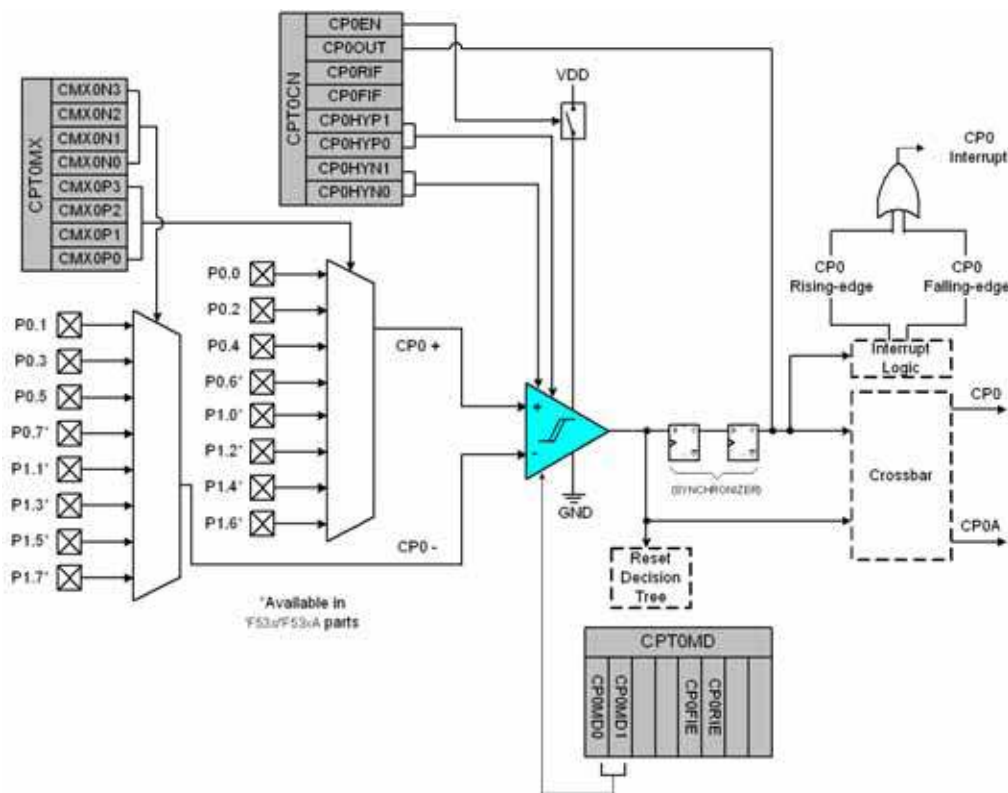 CPT0CN
CP0EN
CP0OUT
CP0RIF
CP0FIF
CP0HYP1
CP0HYP0
CP0HYN1
CP0HYN0
VDD
CPT0MX
CMX0N3
CMX0N2
CMX0N1
CMX0N0
CMX0P3
CMX0P2
CMX0P1
CMX0P0
CP0
Interrupt
CP0
Rising-edge
CP0
Falling-edge
Interrupt
Logic
P0.0
P0.2
P0.4
P0.6*
P1.0*
P1.2*
P1.4*
P1.6*
P0.1
P0.3
P0.5
P0.7*
P1.1*
P1.3*
P1.5*
P1.7*
CP0 +
CP0 -
+
-
GND
(SYNCHRONIZER)
Crossbar
CP0
CP0A
Reset
Decision
Tree
*Available in
parts
CPT0MD
CP0MD0
CP0MD1
CP0FIE
CP0RIE